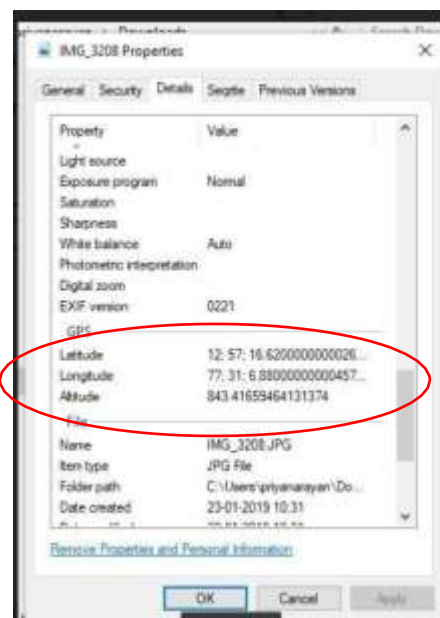 IMG_3208 Properties
General Security Details Previous Versions
Property Value
Light source
Exposure program Normal
Saturation
Sharpness
White balance Auto
Photometric interpretation
Digital zoom
EXIF version 0221
GPS
Latitude 12; 57; 16.6200000000026...
Longitude 77; 31; 6.88000000000457...
Altitude 843.41659464131374
File
Name IMG_3208.JPG
Item type JPG File
Folder path C:\Users\priyanarayan\Do...
Date created 23-01-2019 10:31
Remove Properties and Personal Information
OK Cancel Apply